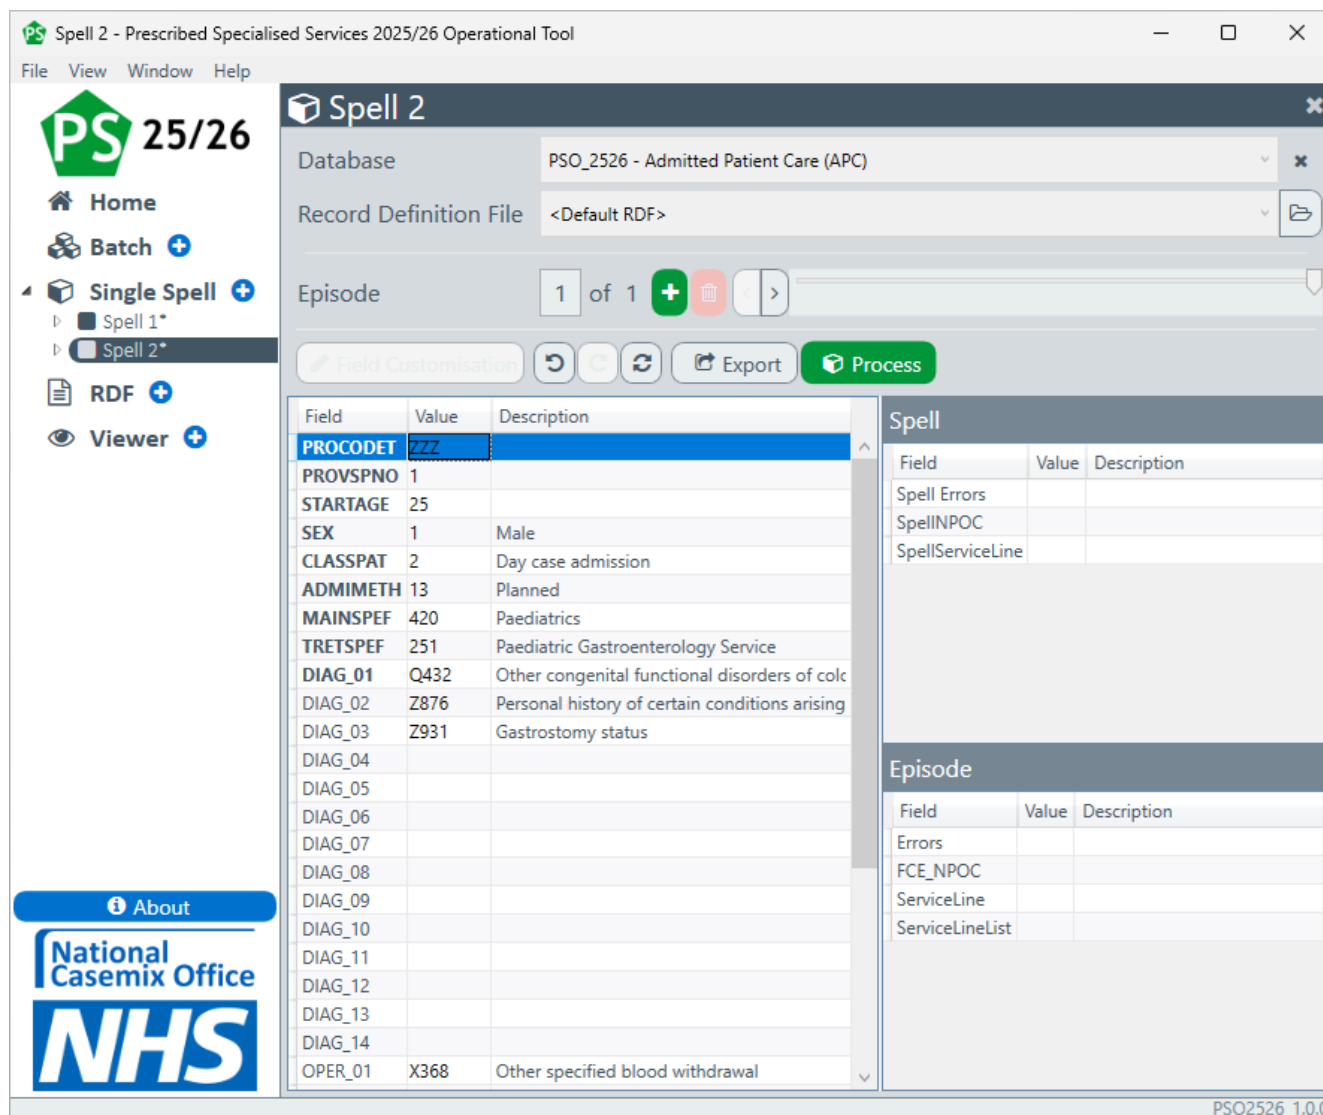 Spell 2 - Prescribed Specialised Services 2025/26 Operational Tool
File View Window Help
PS 25/26
Home
Batch
Single Spell
Spell 1*
Spell 2*
RDF
Viewer
About
National
Casemix Office
NHS
Spell 2
Database PSO_2526 - Admitted Patient Care (APC)
Record Definition File <Default RDF>
Episode 1 of 1
Field Customisation Export Process
Field Value Description
PROCODET ZZZ
PROVSPNO 1
STARTAGE 25
SEX 1 Male
CLASSPAT 2 Day case admission
ADMIMETH 13 Planned
MAINSPEF 420 Paediatrics
TRETSPEF 251 Paediatric Gastroenterology Service
DIAG_01 Q432 Other congenital functional disorders of colo
DIAG_02 Z876 Personal history of certain conditions arising
DIAG_03 Z931 Gastrostomy status
DIAG_04
DIAG_05
DIAG_06
DIAG_07
DIAG_08
DIAG_09
DIAG_10
DIAG_11
DIAG_12
DIAG_13
DIAG_14
OPER_01 X368 Other specified blood withdrawal
Spell
Field Value Description
Spell Errors
SpellNPOC
SpellServiceLine
Episode
Field Value Description
Errors
FCE_NPOC
ServiceLine
ServiceLineList
PSO2526 1.0.0